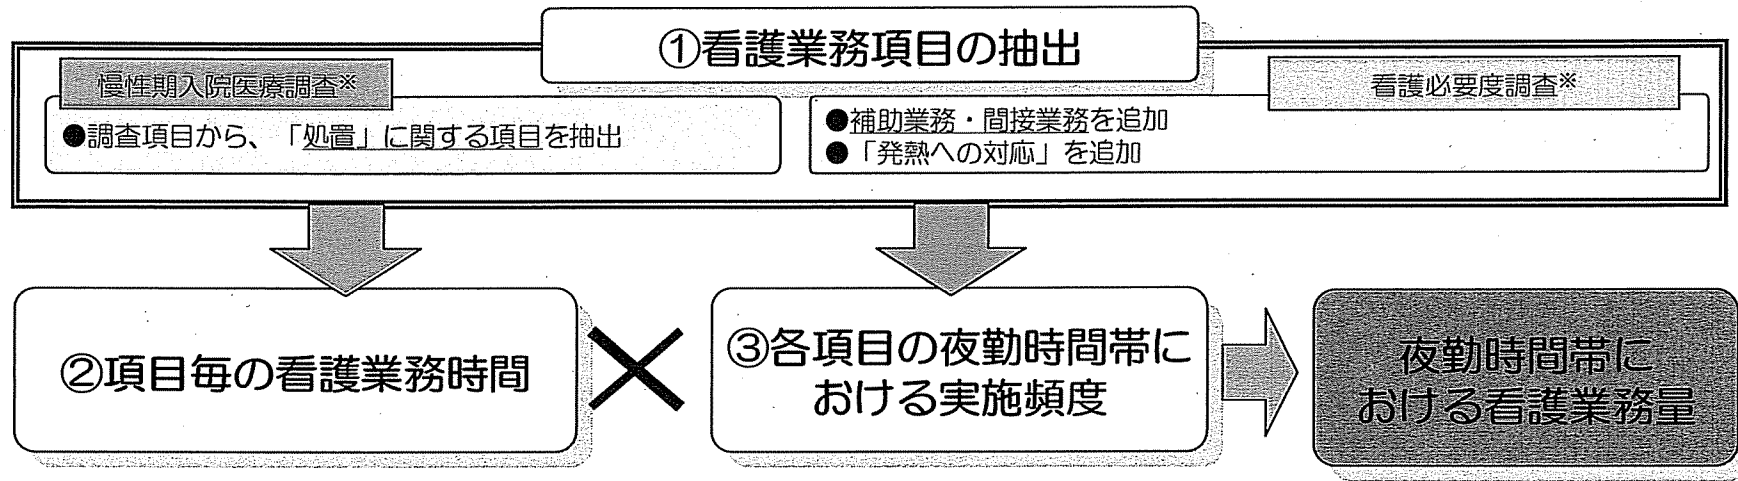 ①看護業務項目の抽出
慢性期入院医療調査※
●調査項目から、「処置」に関する項目を抽出
看護必要度調査※
●補助業務・間接業務を追加
●「発熱への対応」を追加
②項目毎の看護業務時間
×
③各項目の夜勤時間帯に
おける実施頻度
夜勤時間帯に
おける看護業務量